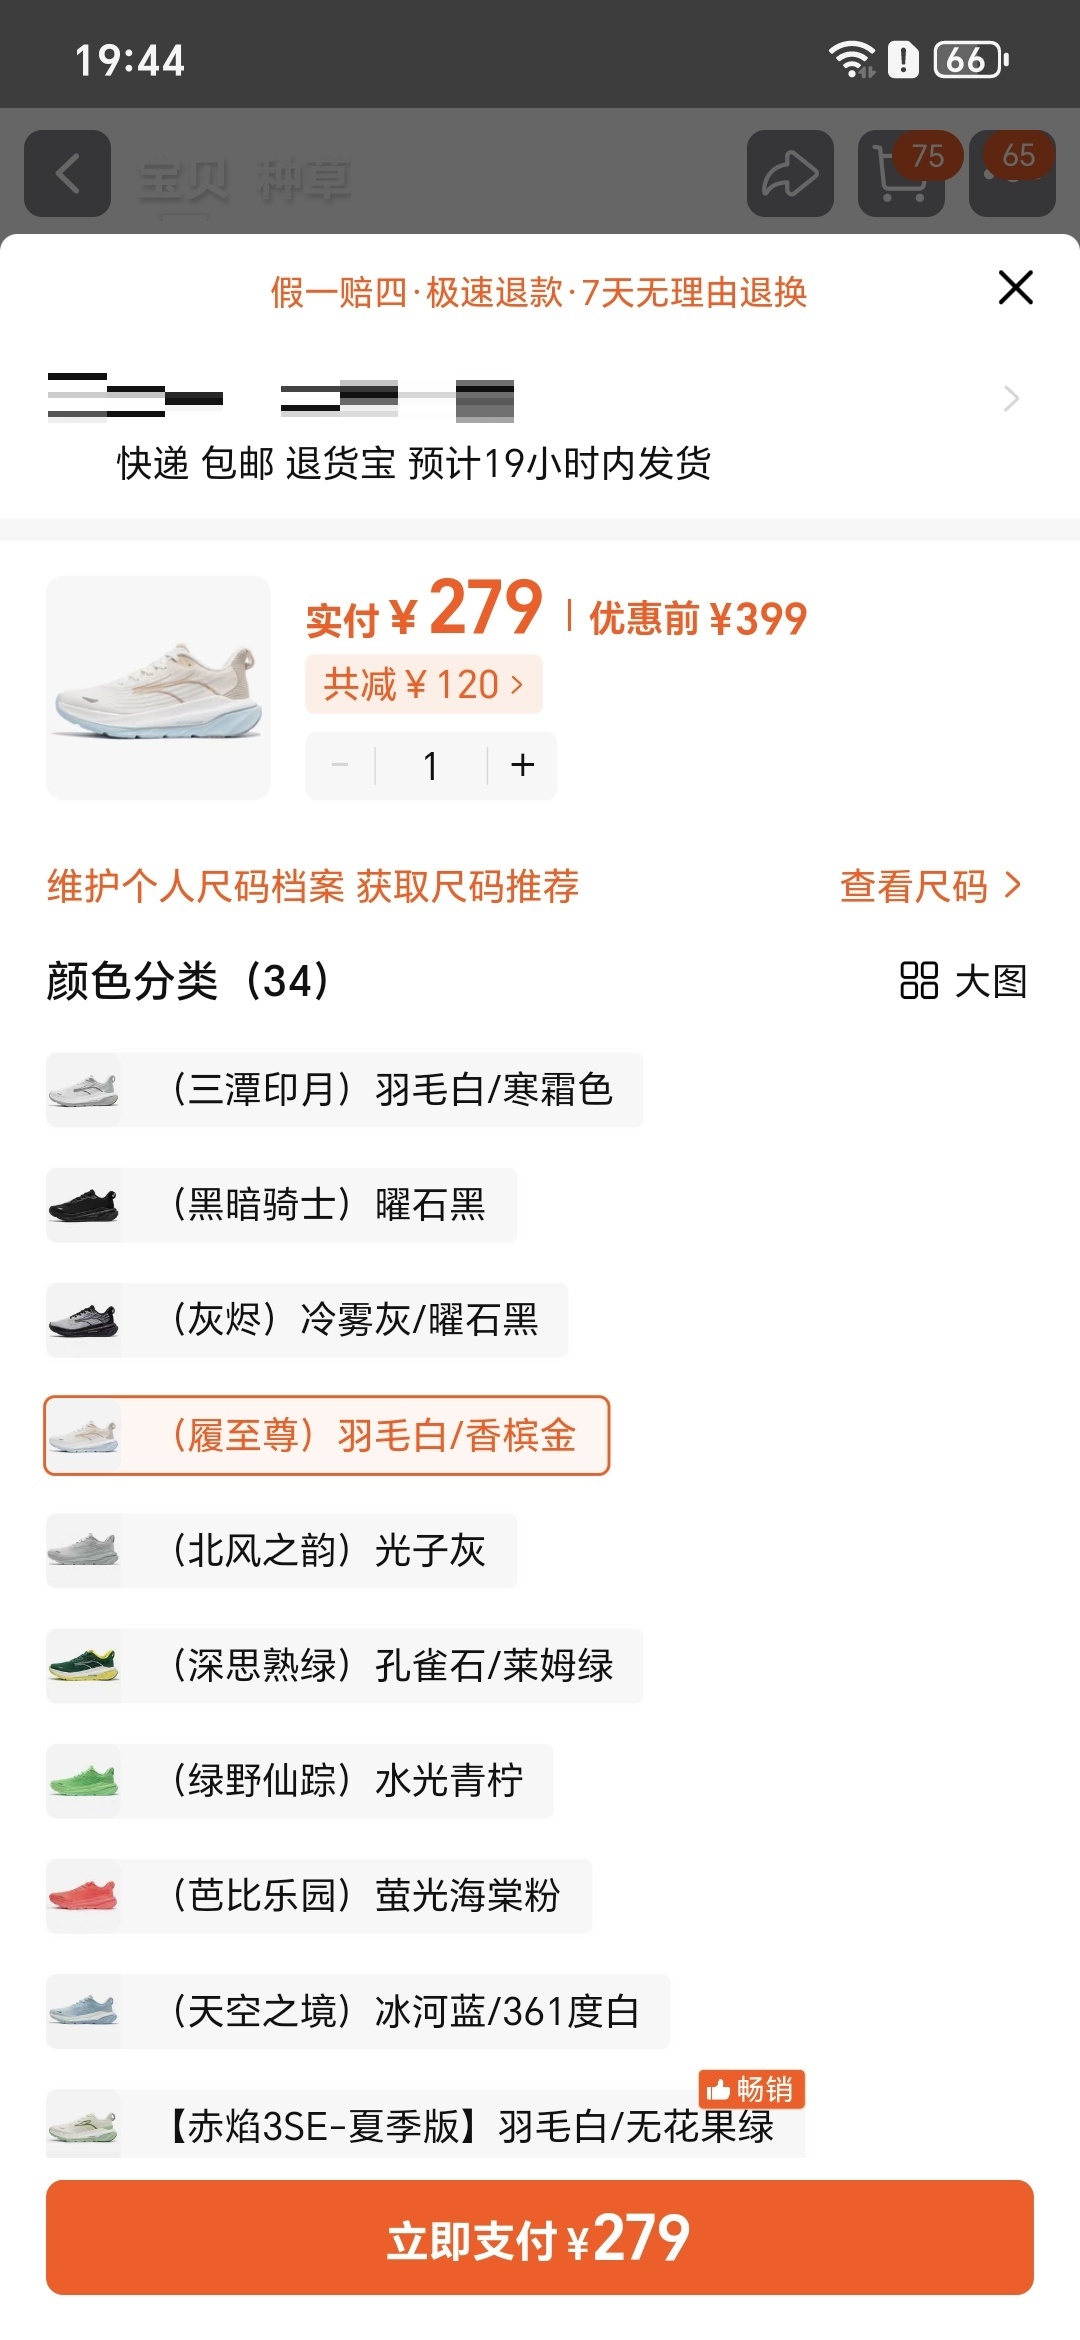 19:44
66
宝贝 种草
75
65
假一赔四·极速退款·7天无理由退换
快递 包邮 退货宝 预计19小时内发货
实付¥279 | 优惠前 ¥399
共减¥120 >
− 1 +
维护个人尺码档案 获取尺码推荐
查看尺码 >
颜色分类（34）
大图
（三潭印月）羽毛白/寒霜色
（黑暗骑士）曜石黑
（灰烬）冷雾灰/曜石黑
（履至尊）羽毛白/香槟金
（北风之韵）光子灰
（深思熟绿）孔雀石/莱姆绿
（绿野仙踪）水光青柠
（芭比乐园）萤光海棠粉
（天空之境）冰河蓝/361度白
畅销
【赤焰3SE-夏季版】羽毛白/无花果绿
立即支付 ¥279